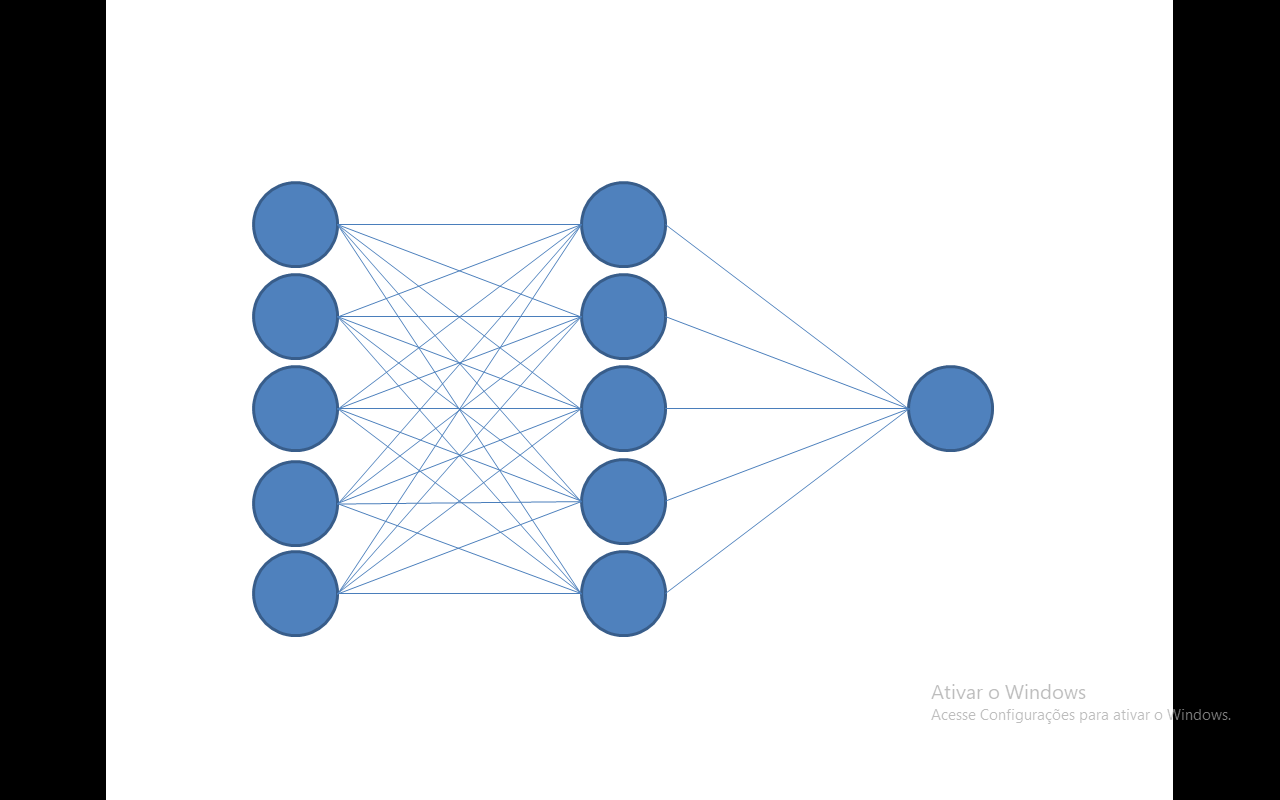 Ativar o Windows
Acesse Configurações para ativar o Windows.